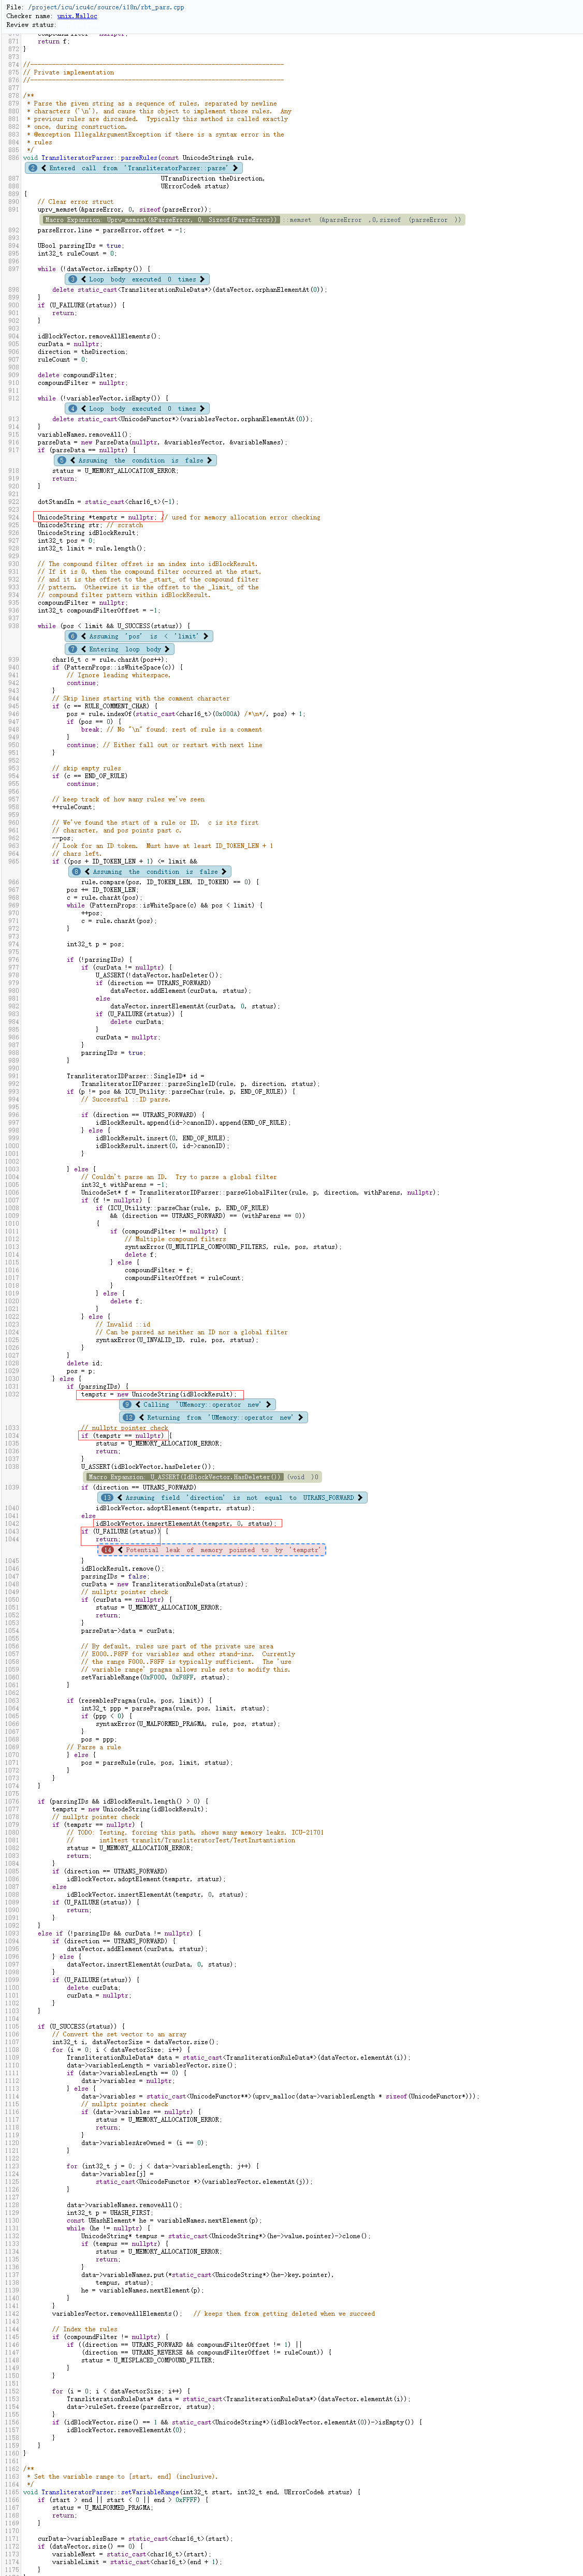 File: /project/icu/icu4c/source/i18n/rbt_pars.cpp
Checker name: unix.Malloc
Review status:
871 return f;
872 }
873
874 //----------------------------------------------------------------------
875 // Private implementation
876 //----------------------------------------------------------------------
877
878 /**
879 * Parse the given string as a sequence of rules, separated by newline
880 * characters ('\n'), and cause this object to implement those rules. Any
881 * previous rules are discarded. Typically this method is called exactly
882 * once, during construction.
883 * @exception IllegalArgumentException if there is a syntax error in the
884 * rules
885 */
886 void TransliteratorParser::parseRules(const UnicodeString& rule,
2 Entered call from 'TransliteratorParser::parse'
887 UTransDirection theDirection,
888 UErrorCode& status)
889 {
890 // Clear error struct
891 uprv_memset(&parseError, 0, sizeof(parseError));
Macro Expansion: Uprv_memset(&ParseError, 0, Sizeof(ParseError)) ::memset (&parseError ,0,sizeof (parseError ))
892 parseError.line = parseError.offset = -1;
893
894 UBool parsingIDs = true;
895 int32_t ruleCount = 0;
896
897 while (!dataVector.isEmpty()) {
3 Loop body executed 0 times
898 delete static_cast<TransliterationRuleData*>(dataVector.orphanElementAt(0));
899 }
900 if (U_FAILURE(status)) {
901 return;
902 }
903
904 idBlockVector.removeAllElements();
905 curData = nullptr;
906 direction = theDirection;
907 ruleCount = 0;
908
909 delete compoundFilter;
910 compoundFilter = nullptr;
911
912 while (!variablesVector.isEmpty()) {
4 Loop body executed 0 times
913 delete static_cast<UnicodeFunctor*>(variablesVector.orphanElementAt(0));
914 }
915 variableNames.removeAll();
916 parseData = new ParseData(nullptr, &variablesVector, &variableNames);
917 if (parseData == nullptr) {
5 Assuming the condition is false
918 status = U_MEMORY_ALLOCATION_ERROR;
919 return;
920 }
921
922 dotStandIn = static_cast<char16_t>(-1);
923
924 UnicodeString *tempstr = nullptr; // used for memory allocation error checking
925 UnicodeString str; // scratch
926 UnicodeString idBlockResult;
927 int32_t pos = 0;
928 int32_t limit = rule.length();
929
930 // The compound filter offset is an index into idBlockResult.
931 // If it is 0, then the compound filter occurred at the start,
932 // and it is the offset to the _start_ of the compound filter
933 // pattern. Otherwise it is the offset to the _limit_ of the
934 // compound filter pattern within idBlockResult.
935 compoundFilter = nullptr;
936 int32_t compoundFilterOffset = -1;
937
938 while (pos < limit && U_SUCCESS(status)) {
6 Assuming 'pos' is < 'limit'
7 Entering loop body
939 char16_t c = rule.charAt(pos++);
940 if (PatternProps::isWhiteSpace(c)) {
941 // Ignore leading whitespace.
942 continue;
943 }
944 // Skip lines starting with the comment character
945 if (c == RULE_COMMENT_CHAR) {
946 pos = rule.indexOf(static_cast<char16_t>(0x000A) /*\n*/, pos) + 1;
947 if (pos == 0) {
948 break; // No "\n" found; rest of rule is a comment
949 }
950 continue; // Either fall out or restart with next line
951 }
952
953 // skip empty rules
954 if (c == END_OF_RULE)
955 continue;
956
957 // keep track of how many rules we've seen
958 ++ruleCount;
959
960 // We've found the start of a rule or ID. c is its first
961 // character, and pos points past c.
962 --pos;
963 // Look for an ID token. Must have at least ID_TOKEN_LEN + 1
964 // chars left.
965 if ((pos + ID_TOKEN_LEN + 1) <= limit &&
8 Assuming the condition is false
966 rule.compare(pos, ID_TOKEN_LEN, ID_TOKEN) == 0) {
967 pos += ID_TOKEN_LEN;
968 c = rule.charAt(pos);
969 while (PatternProps::isWhiteSpace(c) && pos < limit) {
970 ++pos;
971 c = rule.charAt(pos);
972 }
973
974 int32_t p = pos;
975
976 if (!parsingIDs) {
977 if (curData != nullptr) {
978 U_ASSERT(!dataVector.hasDeleter());
979 if (direction == UTRANS_FORWARD)
980 dataVector.addElement(curData, status);
981 else
982 dataVector.insertElementAt(curData, 0, status);
983 if (U_FAILURE(status)) {
984 delete curData;
985 }
986 curData = nullptr;
987 }
988 parsingIDs = true;
989 }
990
991 TransliteratorIDParser::SingleID* id =
992 TransliteratorIDParser::parseSingleID(rule, p, direction, status);
993 if (p != pos && ICU_Utility::parseChar(rule, p, END_OF_RULE)) {
994 // Successful ::ID parse.
995
996 if (direction == UTRANS_FORWARD) {
997 idBlockResult.append(id->canonID).append(END_OF_RULE);
998 } else {
999 idBlockResult.insert(0, END_OF_RULE);
1000 idBlockResult.insert(0, id->canonID);
1001 }
1002
1003 } else {
1004 // Couldn't parse an ID. Try to parse a global filter
1005 int32_t withParens = -1;
1006 UnicodeSet* f = TransliteratorIDParser::parseGlobalFilter(rule, p, direction, withParens, nullptr);
1007 if (f != nullptr) {
1008 if (ICU_Utility::parseChar(rule, p, END_OF_RULE)
1009 && (direction == UTRANS_FORWARD) == (withParens == 0))
1010 {
1011 if (compoundFilter != nullptr) {
1012 // Multiple compound filters
1013 syntaxError(U_MULTIPLE_COMPOUND_FILTERS, rule, pos, status);
1014 delete f;
1015 } else {
1016 compoundFilter = f;
1017 compoundFilterOffset = ruleCount;
1018 }
1019 } else {
1020 delete f;
1021 }
1022 } else {
1023 // Invalid ::id
1024 // Can be parsed as neither an ID nor a global filter
1025 syntaxError(U_INVALID_ID, rule, pos, status);
1026 }
1027 }
1028 delete id;
1029 pos = p;
1030 } else {
1031 if (parsingIDs) {
1032 tempstr = new UnicodeString(idBlockResult);
9 Calling 'UMemory::operator new'
12 Returning from 'UMemory::operator new'
1033 // nullptr pointer check
1034 if (tempstr == nullptr) {
1035 status = U_MEMORY_ALLOCATION_ERROR;
1036 return;
1037 }
1038 U_ASSERT(idBlockVector.hasDeleter());
Macro Expansion: U_ASSERT(IdBlockVector.HasDeleter()) (void )0
1039 if (direction == UTRANS_FORWARD)
13 Assuming field 'direction' is not equal to UTRANS_FORWARD
1040 idBlockVector.adoptElement(tempstr, status);
1041 else
1042 idBlockVector.insertElementAt(tempstr, 0, status);
1043 if (U_FAILURE(status)) {
1044 return;
14 Potential leak of memory pointed to by 'tempstr'
1045 }
1046 idBlockResult.remove();
1047 parsingIDs = false;
1048 curData = new TransliterationRuleData(status);
1049 // nullptr pointer check
1050 if (curData == nullptr) {
1051 status = U_MEMORY_ALLOCATION_ERROR;
1052 return;
1053 }
1054 parseData->data = curData;
1055
1056 // By default, rules use part of the private use area
1057 // E000..F8FF for variables and other stand-ins. Currently
1058 // the range F000..F8FF is typically sufficient. The 'use
1059 // variable range' pragma allows rule sets to modify this.
1060 setVariableRange(0xF000, 0xF8FF, status);
1061 }
1062
1063 if (resemblesPragma(rule, pos, limit)) {
1064 int32_t ppp = parsePragma(rule, pos, limit, status);
1065 if (ppp < 0) {
1066 syntaxError(U_MALFORMED_PRAGMA, rule, pos, status);
1067 }
1068 pos = ppp;
1069 // Parse a rule
1070 } else {
1071 pos = parseRule(rule, pos, limit, status);
1072 }
1073 }
1074 }
1075
1076 if (parsingIDs && idBlockResult.length() > 0) {
1077 tempstr = new UnicodeString(idBlockResult);
1078 // nullptr pointer check
1079 if (tempstr == nullptr) {
1080 // TODO: Testing, forcing this path, shows many memory leaks. ICU-21701
1081 // intltest translit/TransliteratorTest/TestInstantiation
1082 status = U_MEMORY_ALLOCATION_ERROR;
1083 return;
1084 }
1085 if (direction == UTRANS_FORWARD)
1086 idBlockVector.adoptElement(tempstr, status);
1087 else
1088 idBlockVector.insertElementAt(tempstr, 0, status);
1089 if (U_FAILURE(status)) {
1090 return;
1091 }
1092 }
1093 else if (!parsingIDs && curData != nullptr) {
1094 if (direction == UTRANS_FORWARD) {
1095 dataVector.addElement(curData, status);
1096 } else {
1097 dataVector.insertElementAt(curData, 0, status);
1098 }
1099 if (U_FAILURE(status)) {
1100 delete curData;
1101 curData = nullptr;
1102 }
1103 }
1104
1105 if (U_SUCCESS(status)) {
1106 // Convert the set vector to an array
1107 int32_t i, dataVectorSize = dataVector.size();
1108 for (i = 0; i < dataVectorSize; i++) {
1109 TransliterationRuleData* data = static_cast<TransliterationRuleData*>(dataVector.elementAt(i));
1110 data->variablesLength = variablesVector.size();
1111 if (data->variablesLength == 0) {
1112 data->variables = nullptr;
1113 } else {
1114 data->variables = static_cast<UnicodeFunctor**>(uprv_malloc(data->variablesLength * sizeof(UnicodeFunctor*)));
1115 // nullptr pointer check
1116 if (data->variables == nullptr) {
1117 status = U_MEMORY_ALLOCATION_ERROR;
1118 return;
1119 }
1120 data->variablesAreOwned = (i == 0);
1121 }
1122
1123 for (int32_t j = 0; j < data->variablesLength; j++) {
1124 data->variables[j] =
1125 static_cast<UnicodeFunctor *>(variablesVector.elementAt(j));
1126 }
1127
1128 data->variableNames.removeAll();
1129 int32_t p = UHASH_FIRST;
1130 const UHashElement* he = variableNames.nextElement(p);
1131 while (he != nullptr) {
1132 UnicodeString* tempus = static_cast<UnicodeString*>(he->value.pointer)->clone();
1133 if (tempus == nullptr) {
1134 status = U_MEMORY_ALLOCATION_ERROR;
1135 return;
1136 }
1137 data->variableNames.put(*static_cast<UnicodeString*>(he->key.pointer),
1138 tempus, status);
1139 he = variableNames.nextElement(p);
1140 }
1141 }
1142 variablesVector.removeAllElements(); // keeps them from getting deleted when we succeed
1143
1144 // Index the rules
1145 if (compoundFilter != nullptr) {
1146 if ((direction == UTRANS_FORWARD && compoundFilterOffset != 1) ||
1147 (direction == UTRANS_REVERSE && compoundFilterOffset != ruleCount)) {
1148 status = U_MISPLACED_COMPOUND_FILTER;
1149 }
1150 }
1151
1152 for (i = 0; i < dataVectorSize; i++) {
1153 TransliterationRuleData* data = static_cast<TransliterationRuleData*>(dataVector.elementAt(i));
1154 data->ruleSet.freeze(parseError, status);
1155 }
1156 if (idBlockVector.size() == 1 && static_cast<UnicodeString*>(idBlockVector.elementAt(0))->isEmpty()) {
1157 idBlockVector.removeElementAt(0);
1158 }
1159 }
1160 }
1161
1162 /**
1163 * Set the variable range to [start, end] (inclusive).
1164 */
1165 void TransliteratorParser::setVariableRange(int32_t start, int32_t end, UErrorCode& status) {
1166 if (start > end || start < 0 || end > 0xFFFF) {
1167 status = U_MALFORMED_PRAGMA;
1168 return;
1169 }
1170
1171 curData->variablesBase = static_cast<char16_t>(start);
1172 if (dataVector.size() == 0) {
1173 variableNext = static_cast<char16_t>(start);
1174 variableLimit = static_cast<char16_t>(end + 1);
1175 }